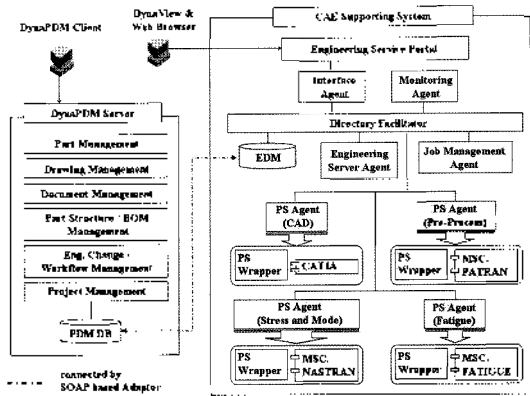 DynaPDM Client
DynaView &
Web Browser
CAE Supporting System
Engineering Service Portal
Interface
Agent
Monitoring
Agent
DynaPDM Server
Directory Facilitator
Part Management
EDM
Engineering
Server Agent
Job Management
Agent
Drawing Management
Document Management
Part Structure / BOM
Management
PS Agent
(CAD)
PS Agent
(Pre-Process)
Eng. Change /
Workflow Management
PS
Wrapper
CATIA
PS
Wrapper
MSC.
PATRAN
Project Management
PDM DB
PS Agent
(Stress and Mode)
PS Agent
(Fatigue)
PS
Wrapper
MSC.
NASTRAN
PS
Wrapper
MSC.
FATIGUE
connected by
SOAP based Adaptor